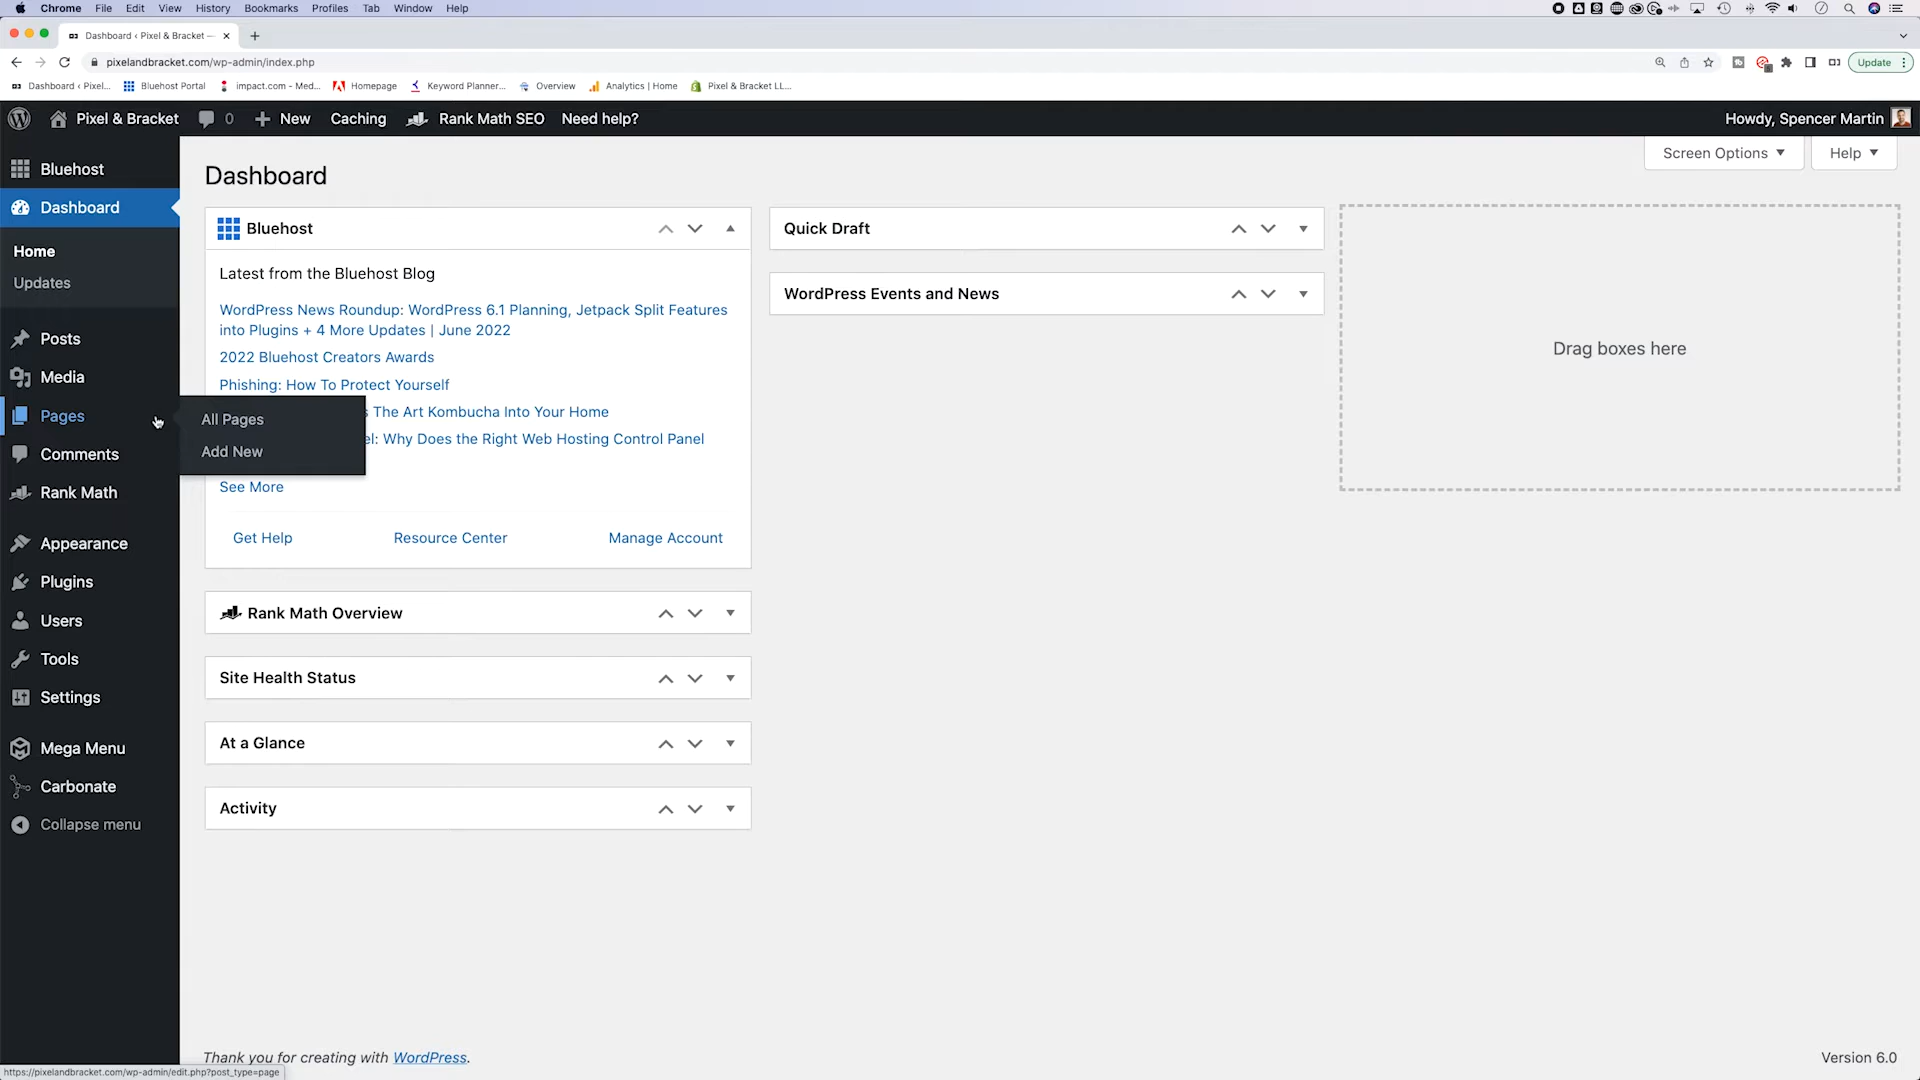 Chrome File Edit View History Bookmarks Profiles Tab Window Help
Dashboard ‹ Pixel & Bracket —
pixelandbracket.com/wp-admin/index.php
Update
Dashboard ‹ Pixel... Bluehost Portal impact.com - Med... Homepage Keyword Planner... Overview Analytics | Home Pixel & Bracket LL...
Pixel & Bracket 0 New Caching Rank Math SEO Need help? Howdy, Spencer Martin
Screen Options Help
Bluehost
Dashboard
Home
Updates
Posts
Media
Pages
All Pages
Add New
Comments
Rank Math
Appearance
Plugins
Users
Tools
Settings
Mega Menu
Carbonate
Collapse menu
Dashboard
Bluehost
Latest from the Bluehost Blog
WordPress News Roundup: WordPress 6.1 Planning, Jetpack Split Features
into Plugins + 4 More Updates | June 2022
2022 Bluehost Creators Awards
Phishing: How To Protect Yourself
The Art Kombucha Into Your Home
Why Does the Right Web Hosting Control Panel
See More
Get Help Resource Center Manage Account
Rank Math Overview
Site Health Status
At a Glance
Activity
Quick Draft
WordPress Events and News
Drag boxes here
Thank you for creating with WordPress.
Version 6.0
https://pixelandbracket.com/wp-admin/edit.php?post_type=page